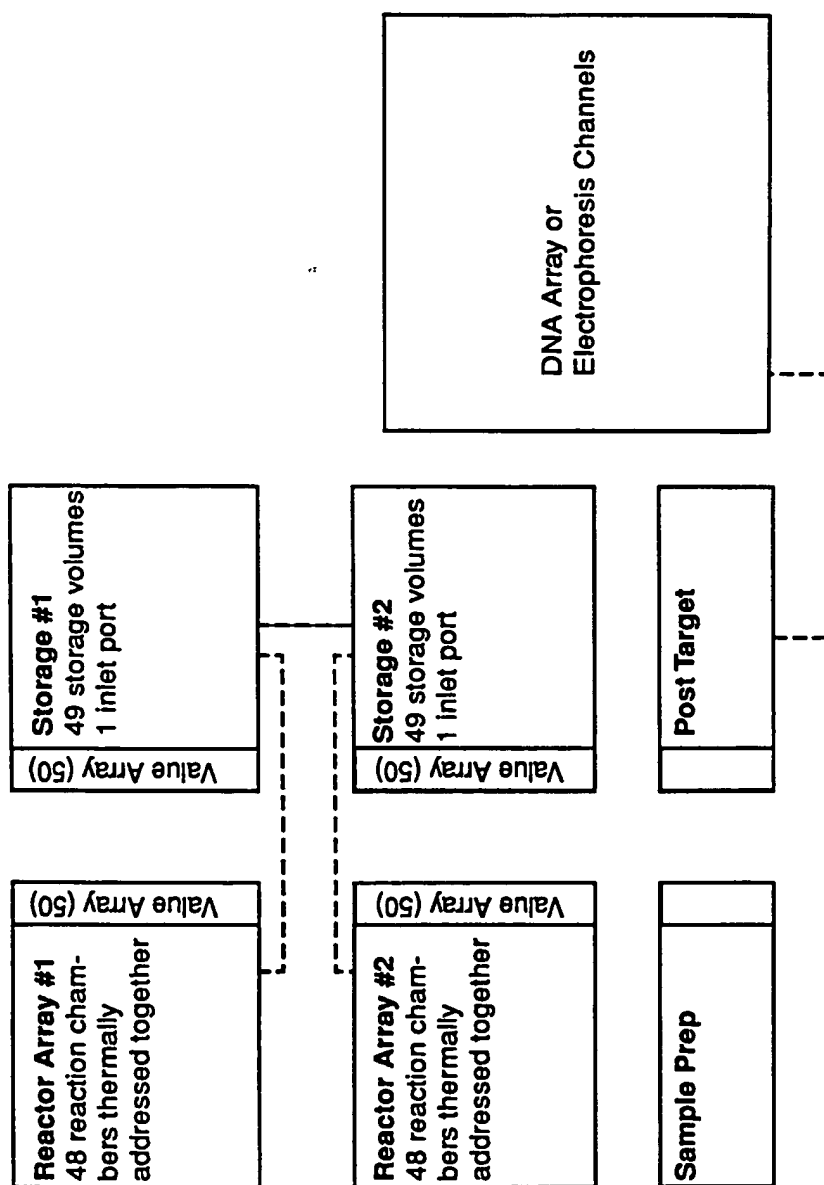 Reactor Array #1
48 reaction cham-
bers thermally
addressed together
Value Array (50)
Value Array (50)
Storage #1
49 storage volumes
1 inlet port
Reactor Array #2
48 reaction cham-
bers thermally
addressed together
Value Array (50)
Value Array (50)
Storage #2
49 storage volumes
1 inlet port
Sample Prep
Post Target
DNA Array or
Electrophoresis Channels